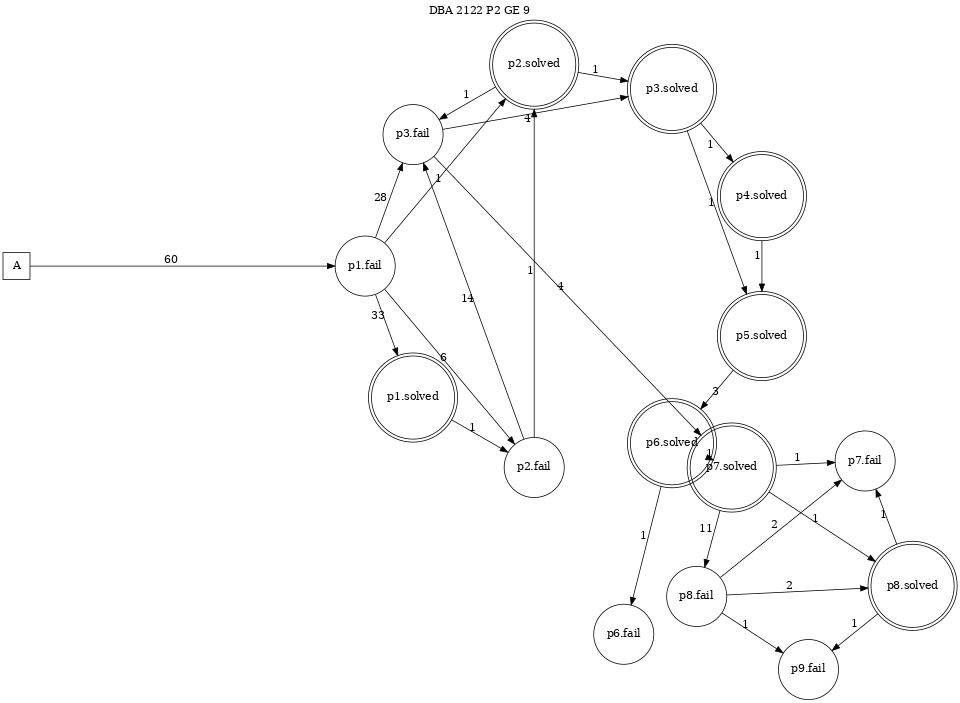 DBA 2122 P2 GE 9
p2.solved
1
p3.solved
1
4
p3.fail
1
1
28
p4.solved
1
60
A
p1.fail
1
1
4
14
33
6
p5.solved
p1.solved
3
1
p6.solved
1
p7.solved
p2.fail
1
p7.fail
11
1
1
1
2
p8.solved
2
p8.fail
1
1
p6.fail
p9.fail